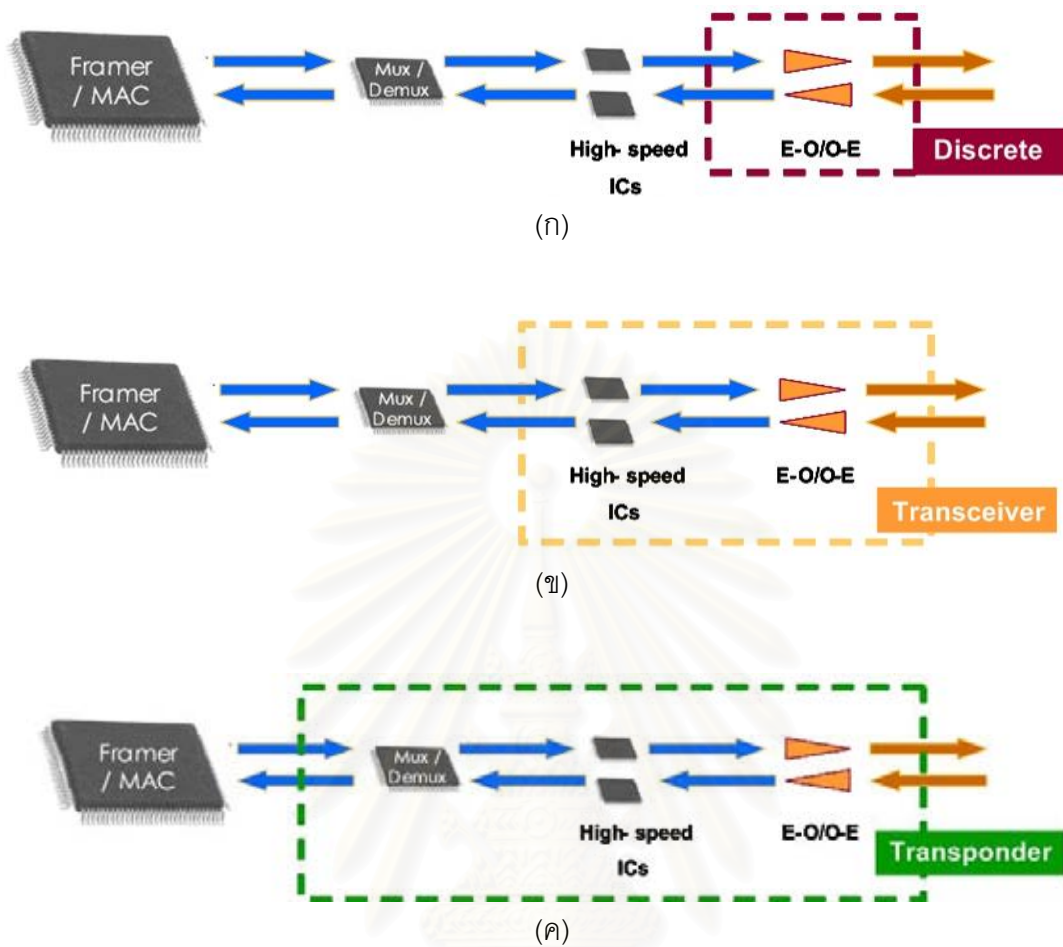 Framer
/ MAC
Mux /
Demux
High- speed
ICs
E-O/O-E
Discrete
(ก)
Framer
/ MAC
Mux /
Demux
High- speed
ICs
E-O/O-E
Transceiver
(ข)
Framer
/ MAC
Mux /
Demux
High- speed
ICs
E-O/O-E
Transponder
(ค)